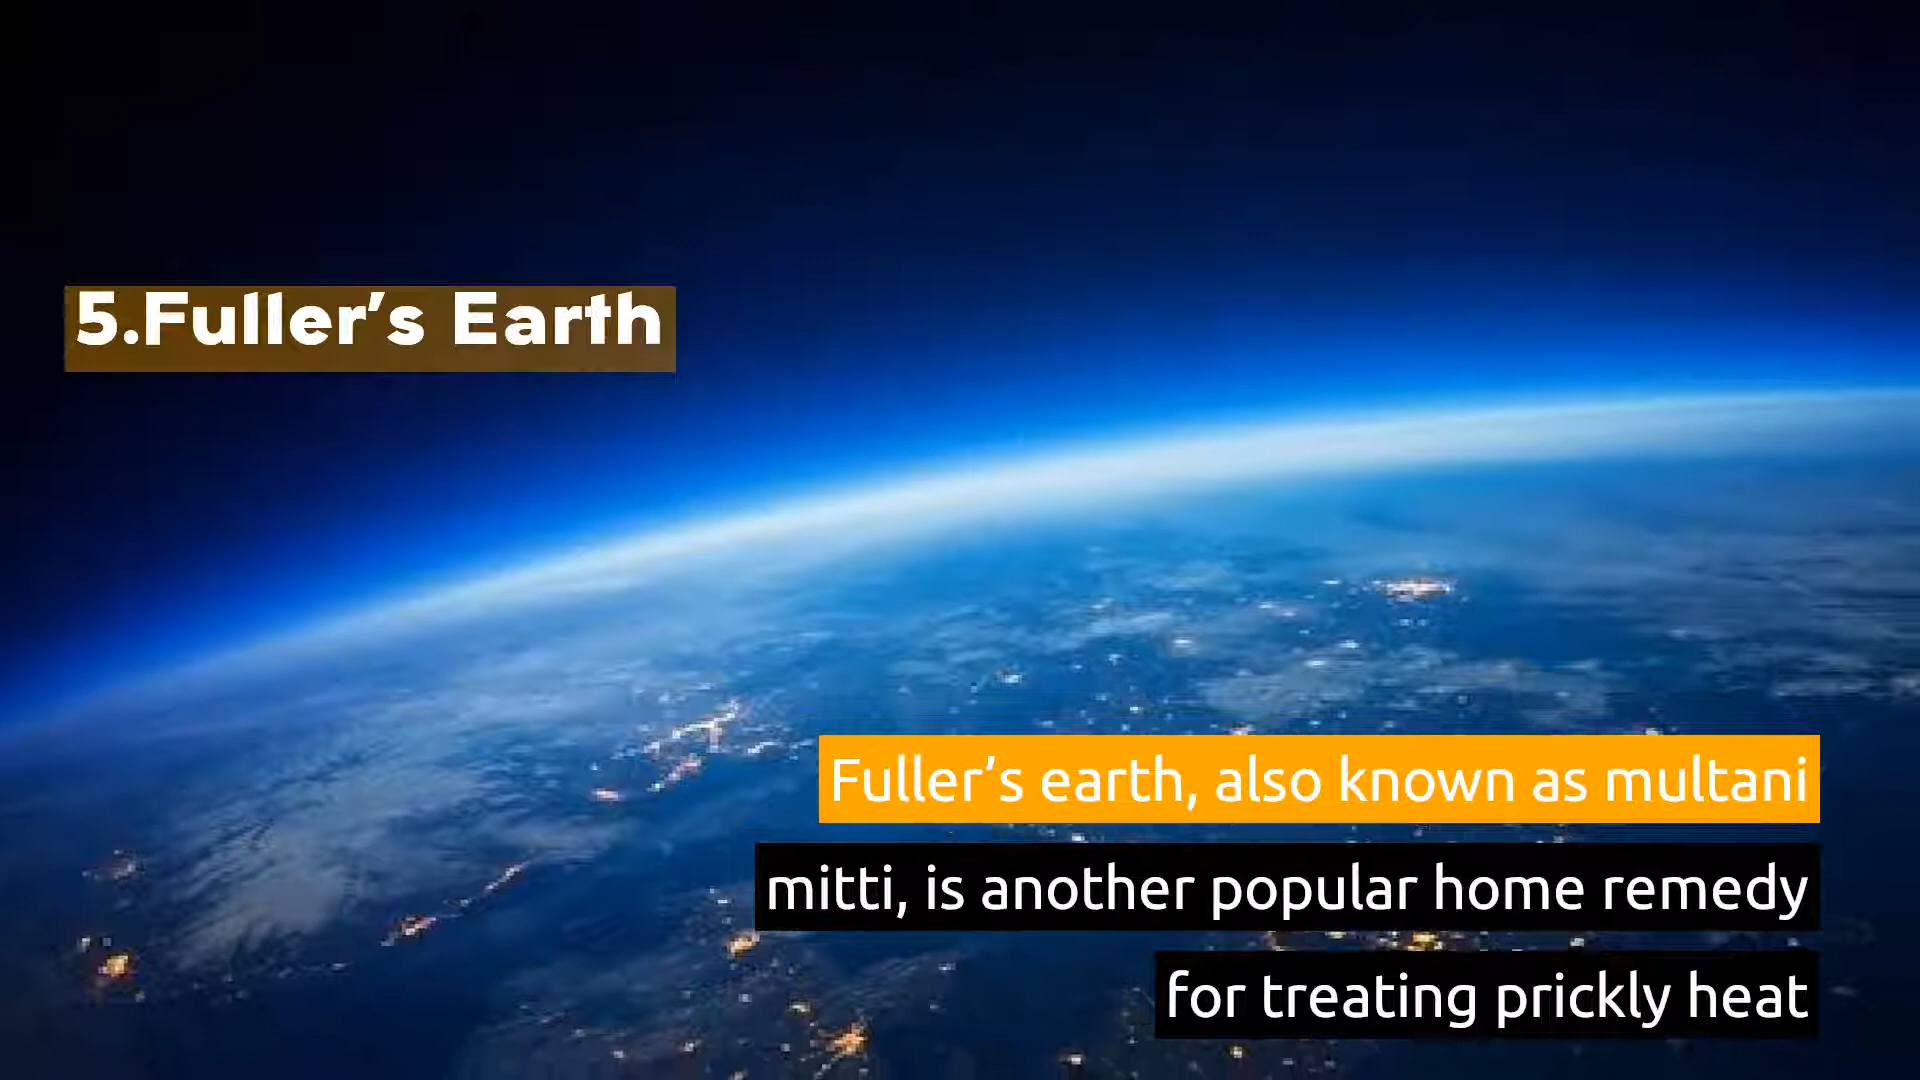 5.Fuller’s Earth
Fuller’s earth, also known as multani
mitti, is another popular home remedy
for treating prickly heat